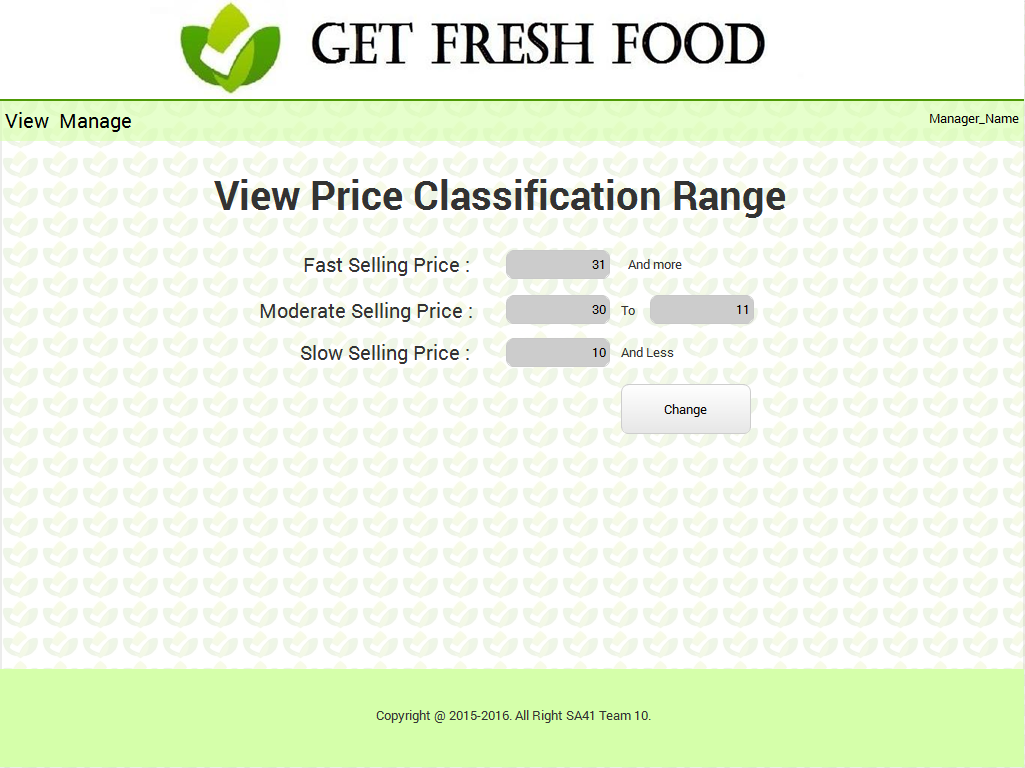 GET FRESH FOOD
View Manage
Manager_Name
View Price Classification Range
Fast Selling Price : 31 And more
Moderate Selling Price : 30 To 11
Slow Selling Price : 10 And Less
Change
Copyright @ 2015-2016. All Right SA41 Team 10.